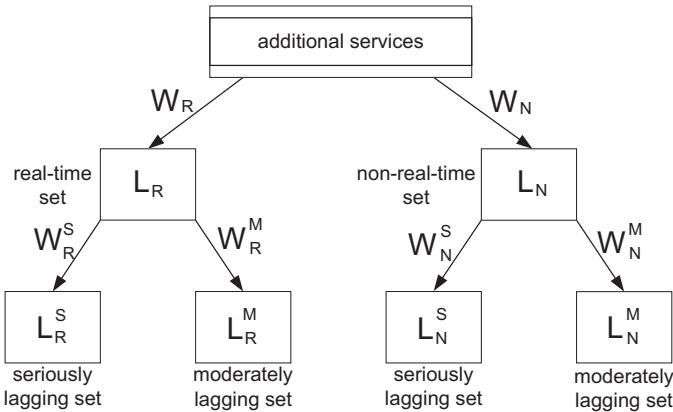 additional services
W_R
W_N
real-time
set
L_R
non-real-time
set
L_N
W_R^S
W_R^M
W_N^S
W_N^M
L_R^S
L_R^M
L_N^S
L_N^M
seriously
lagging set
moderately
lagging set
seriously
lagging set
moderately
lagging set